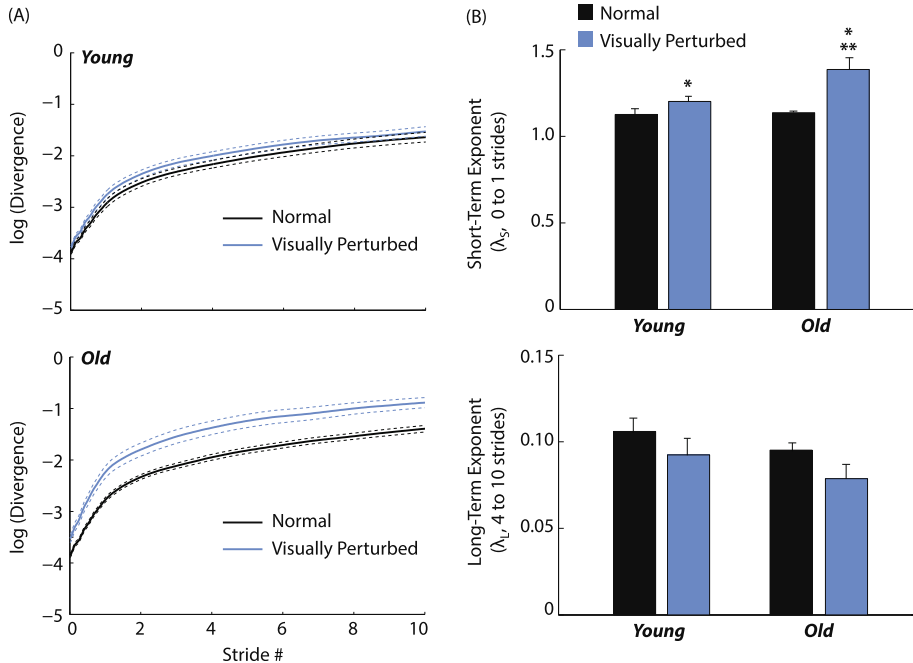 (A)
Young
0
−1
−2
−3
−4
−5
log (Divergence)
Normal
Visually Perturbed
Old
0
−1
−2
−3
−4
−5
log (Divergence)
Normal
Visually Perturbed
0
2
4
6
8
10
Stride #
(B)
Normal
Visually Perturbed
1.5
1.0
0.5
0
Short-Term Exponent
(λS, 0 to 1 strides)
*
*
**
Young
Old
0.15
0.10
0.05
0
Long-Term Exponent
(λL, 4 to 10 strides)
Young
Old